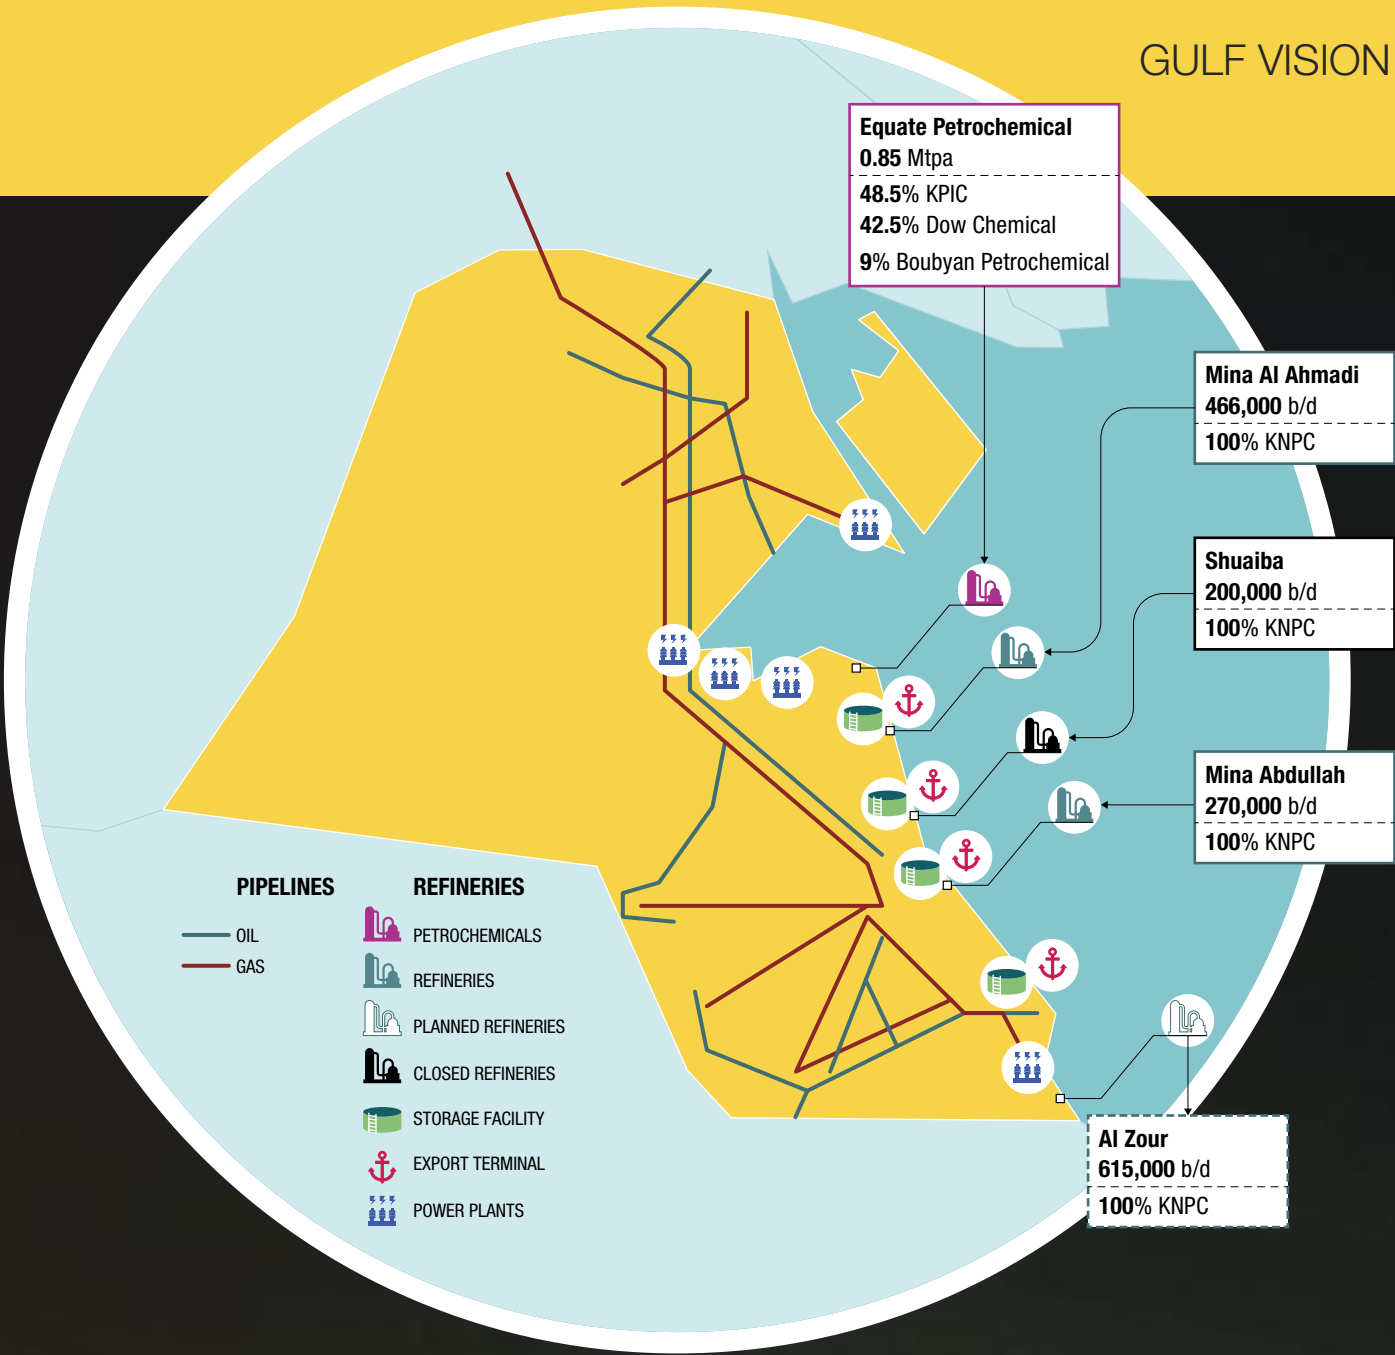 GULF VISION
Equate Petrochemical
0.85 Mtpa
48.5% KPIC
42.5% Dow Chemical
9% Boubyan Petrochemical
Mina Al Ahmadi
466,000 b/d
100% KNPC
Shuaiba
200,000 b/d
100% KNPC
Mina Abdullah
270,000 b/d
100% KNPC
PIPELINES
OIL
GAS
REFINERIES
PETROCHEMICALS
REFINERIES
PLANNED REFINERIES
CLOSED REFINERIES
STORAGE FACILITY
EXPORT TERMINAL
POWER PLANTS
Al Zour
615,000 b/d
100% KNPC